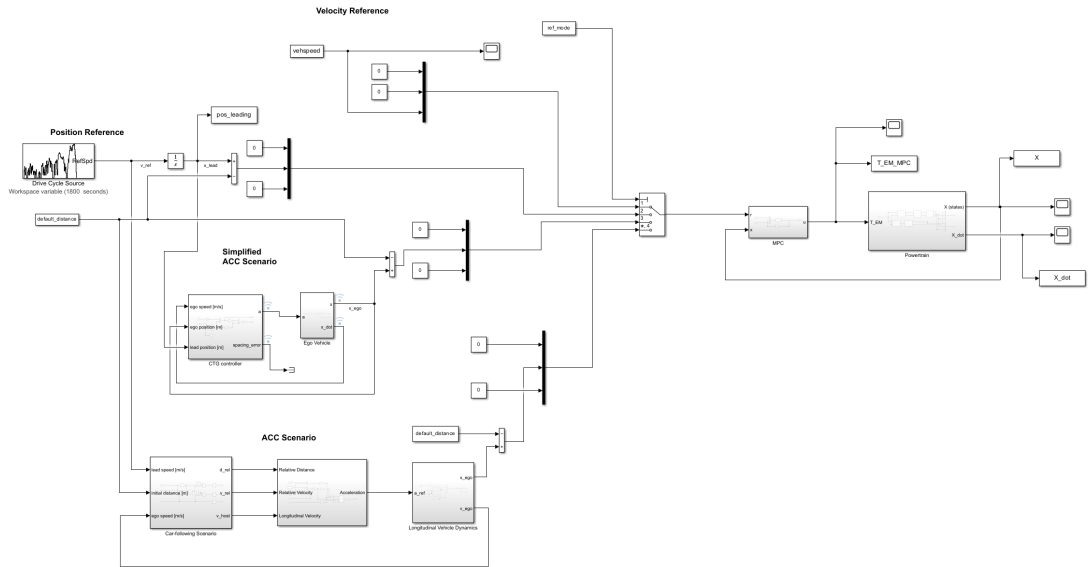 Velocity Reference
ref_mode
vehspeed
0
0
pos_leading
T_EM_MPC
X
Position Reference
RefSpd
v_ref
1
s
x_lead
+
-
0
0
Drive Cycle Source
Workspace variable (1800 seconds)
default_distance
1
2
3
*, 4
r
x
u
MPC
T_EM
X (states)
X_dot
Powertrain
X_dot
0
0
-
+
Simplified
ACC Scenario
ego speed [m/s]
ego position [m]
lead position [m]
a
spacing_error
CTG controller
a
x
x_dot
Ego Vehicle
x_ego
0
0
default_distance
-
+
ACC Scenario
lead speed [m/s]
initial distance [m]
ego speed [m/s]
d_rel
v_rel
v_host
Car-following Scenario
Relative Distance
Relative Velocity
Longitudinal Velocity
Acceleration
a_ref
x_ego
v_ego
Longitudinal Vehicle Dynamics